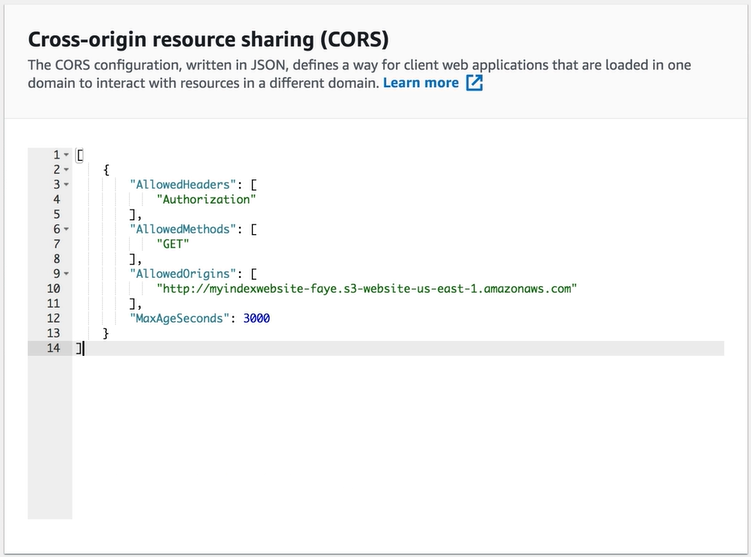 Cross-origin resource sharing (CORS)
The CORS configuration, written in JSON, defines a way for client web applications that are loaded in one
domain to interact with resources in a different domain. Learn more
1 [
2 {
3 "AllowedHeaders": [
4 "Authorization"
5 ],
6 "AllowedMethods": [
7 "GET"
8 ],
9 "AllowedOrigins": [
10 "http://myindexwebsite-faye.s3-website-us-east-1.amazonaws.com"
11 ],
12 "MaxAgeSeconds": 3000
13 }
14 ]